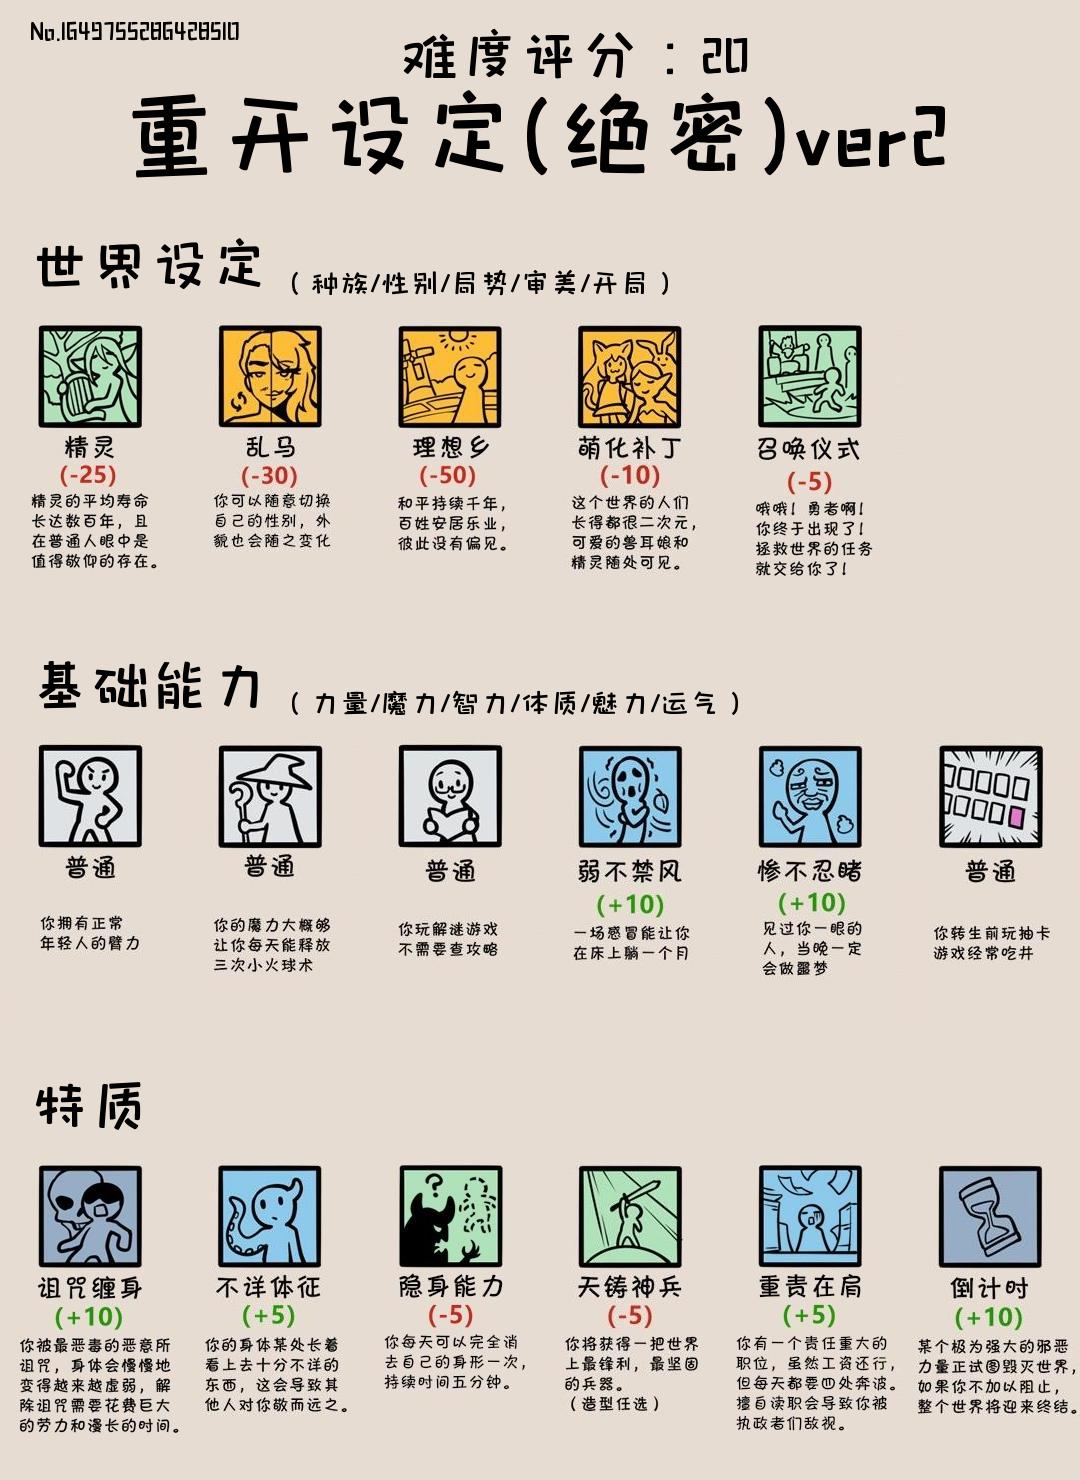 No.1649755286428510
难度评分：20
重开设定(绝密)ver2
世界设定（种族/性别/局势/审美/开局）
精灵
(-25)
精灵的平均寿命
长达数百年，且
在普通人眼中是
值得敬仰的存在。
乱马
(-30)
你可以随意切换
自己的性别，外
貌也会随之变化
理想乡
(-50)
和平持续千年，
百姓安居乐业，
彼此没有偏见。
萌化补丁
(-10)
这个世界的人们
长得都很二次元，
可爱的兽耳娘和
精灵随处可见。
召唤仪式
(-5)
哦哦！勇者啊！
你终于出现了！
拯救世界的任务
就交给你了！
基础能力（力量/魔力/智力/体质/魅力/运气）
普通
你拥有正常
年轻人的臂力
普通
你的魔力大概够
让你每天能释放
三次小火球术
普通
你玩解谜游戏
不需要查攻略
弱不禁风
(+10)
一场感冒能让你
在床上躺一个月
惨不忍睹
(+10)
见过你一眼的
人，当晚一定
会做噩梦
普通
你转生前玩抽卡
游戏经常吃井
特质
诅咒缠身
(+10)
你被最恶毒的恶意所
诅咒，身体会慢慢地
变得越来越虚弱，解
除诅咒需要花费巨大
的劳力和漫长的时间。
不详体征
(+5)
你的身体某处长着
看上去十分不详的
东西，这会导致其
他人对你敬而远之。
隐身能力
(-5)
你每天可以完全消
去自己的身形一次，
持续时间五分钟。
天铸神兵
(-5)
你将获得一把世界
上最锋利，最坚固
的兵器。
（造型任选）
重责在肩
(+5)
你有一个责任重大的
职位，虽然工资还行，
但每天都要四处奔波。
擅自读职会导致你被
执政者们敌视。
倒计时
(+10)
某个极为强大的邪恶
力量正试图毁灭世界，
如果你不加以阻止，
整个世界将迎来终结。